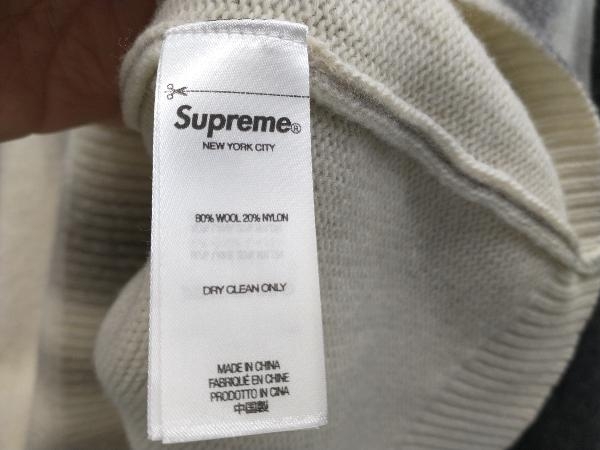 Supreme®
NEW YORK CITY
80% WOOL 20% NYLON
DRY CLEAN ONLY
MADE IN CHINA
FABRIQUÉ EN CHINE
PRODOTTO IN CINA
中国製